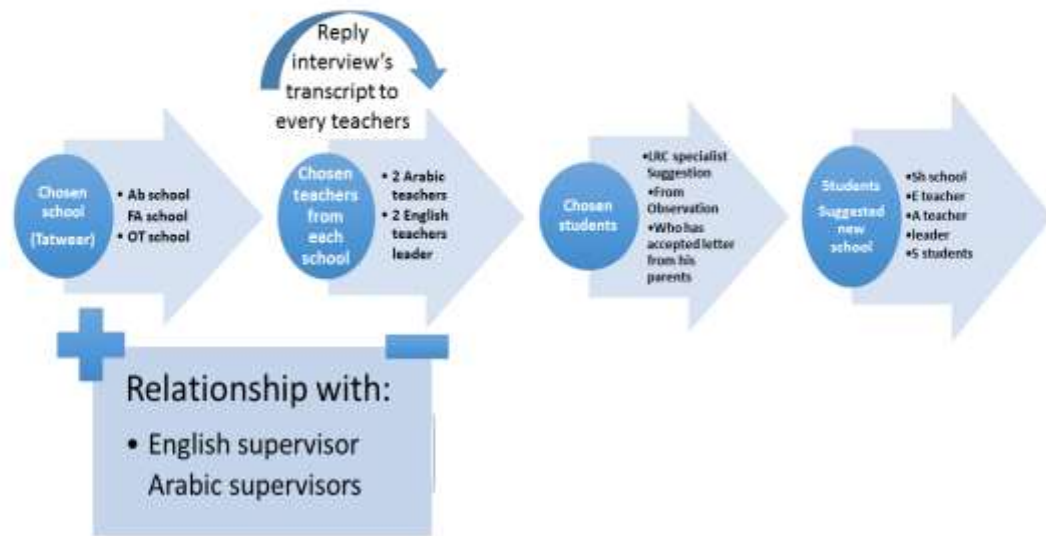 Reply
interview's
transcript to
every teachers
Chosen
school
(Tatweer)
• Ab school
FA school
• OT school
Chosen
teachers
from
each
school
• 2 Arabic
teachers
• 2 English
teachers
leader
Chosen
students
•LRC specialist
Suggestion
•From
Observation
•Who has
accepted letter
from his
parents
Students
Suggested
new
school
•Sh school
•E teacher
•A teacher
•leader
•5 students
Relationship with:
• English supervisor
Arabic supervisors